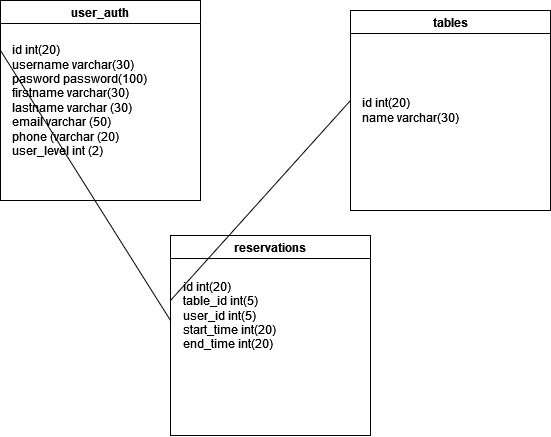 user_auth
id int(20)
username varchar(30)
pasword password(100)
firstname varchar(30)
lastname varchar (30)
email varchar (50)
phone (varchar (20)
user_level int (2)
tables
id int(20)
name varchar(30)
reservations
id int(20)
table_id int(5)
user_id int(5)
start_time int(20)
end_time int(20)